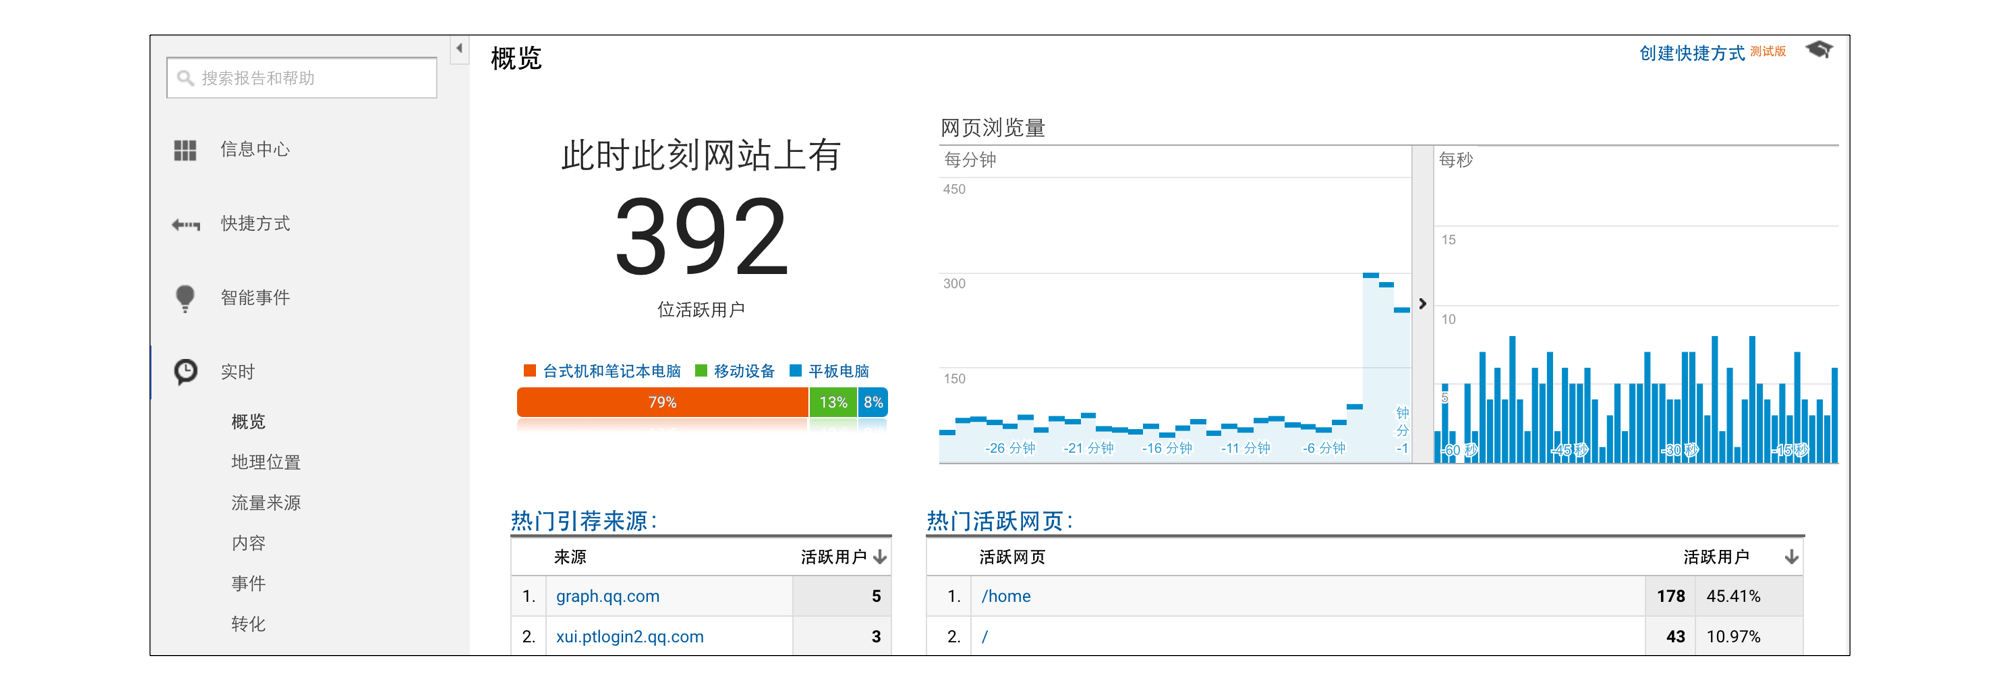 搜索报告和帮助
信息中心
快捷方式
智能事件
实时
概览
地理位置
流量来源
内容
事件
转化
概览
创建快捷方式 测试版
此时此刻网站上有
392
位活跃用户
台式机和笔记本电脑 移动设备 平板电脑
79% 13% 8%
网页浏览量
每分钟
450
300
150
-26 分钟 -21 分钟 -16 分钟 -11 分钟 -6 分钟 -1 分钟
每秒
15
10
5
-60 秒 -45 秒 -30 秒 -15 秒
热门引荐来源：
来源 活跃用户
1. graph.qq.com 5
2. xui.ptlogin2.qq.com 3
热门活跃网页：
活跃网页 活跃用户
1. /home 178 45.41%
2. / 43 10.97%